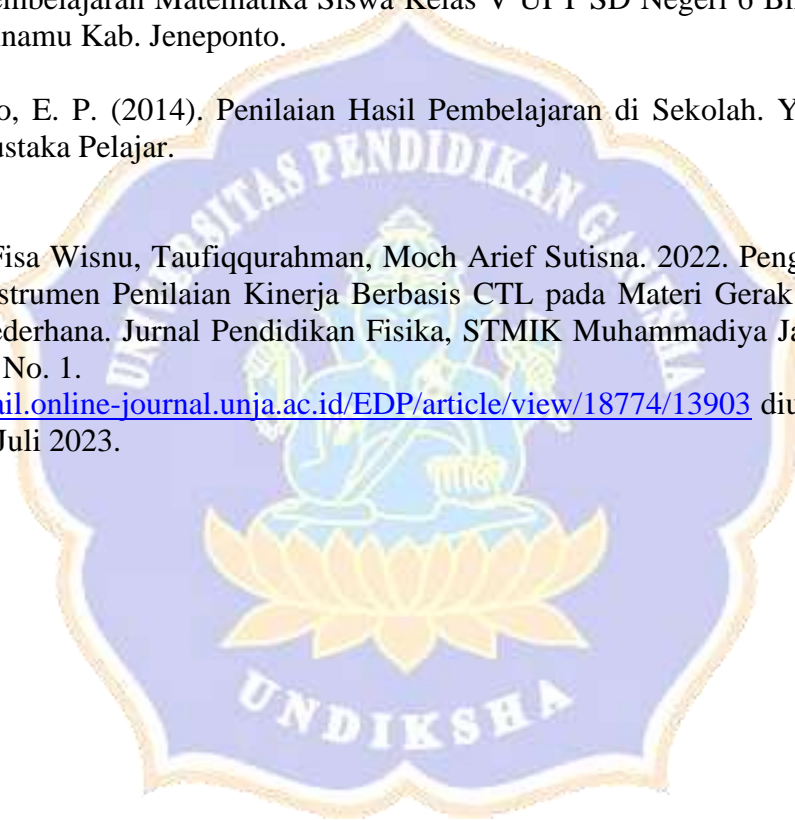 embelajaran Matematika Siswa Kelas V UPT SD Negeri 6 Bi
namu Kab. Jeneponto.
o, E. P. (2014). Penilaian Hasil Pembelajaran di Sekolah. Y
ustaka Pelajar.
Fisa Wisnu, Taufiqqurahman, Moch Arief Sutisna. 2022. Peng
strumen Penilaian Kinerja Berbasis CTL pada Materi Gerak
ederhana. Jurnal Pendidikan Fisika, STMIK Muhammadiya Ja
No. 1.
ail.online-journal.unja.ac.id/EDP/article/view/18774/13903 diu
Juli 2023.
UNIVERSITAS PENDIDIKAN GANESHA
UNDIKSHA